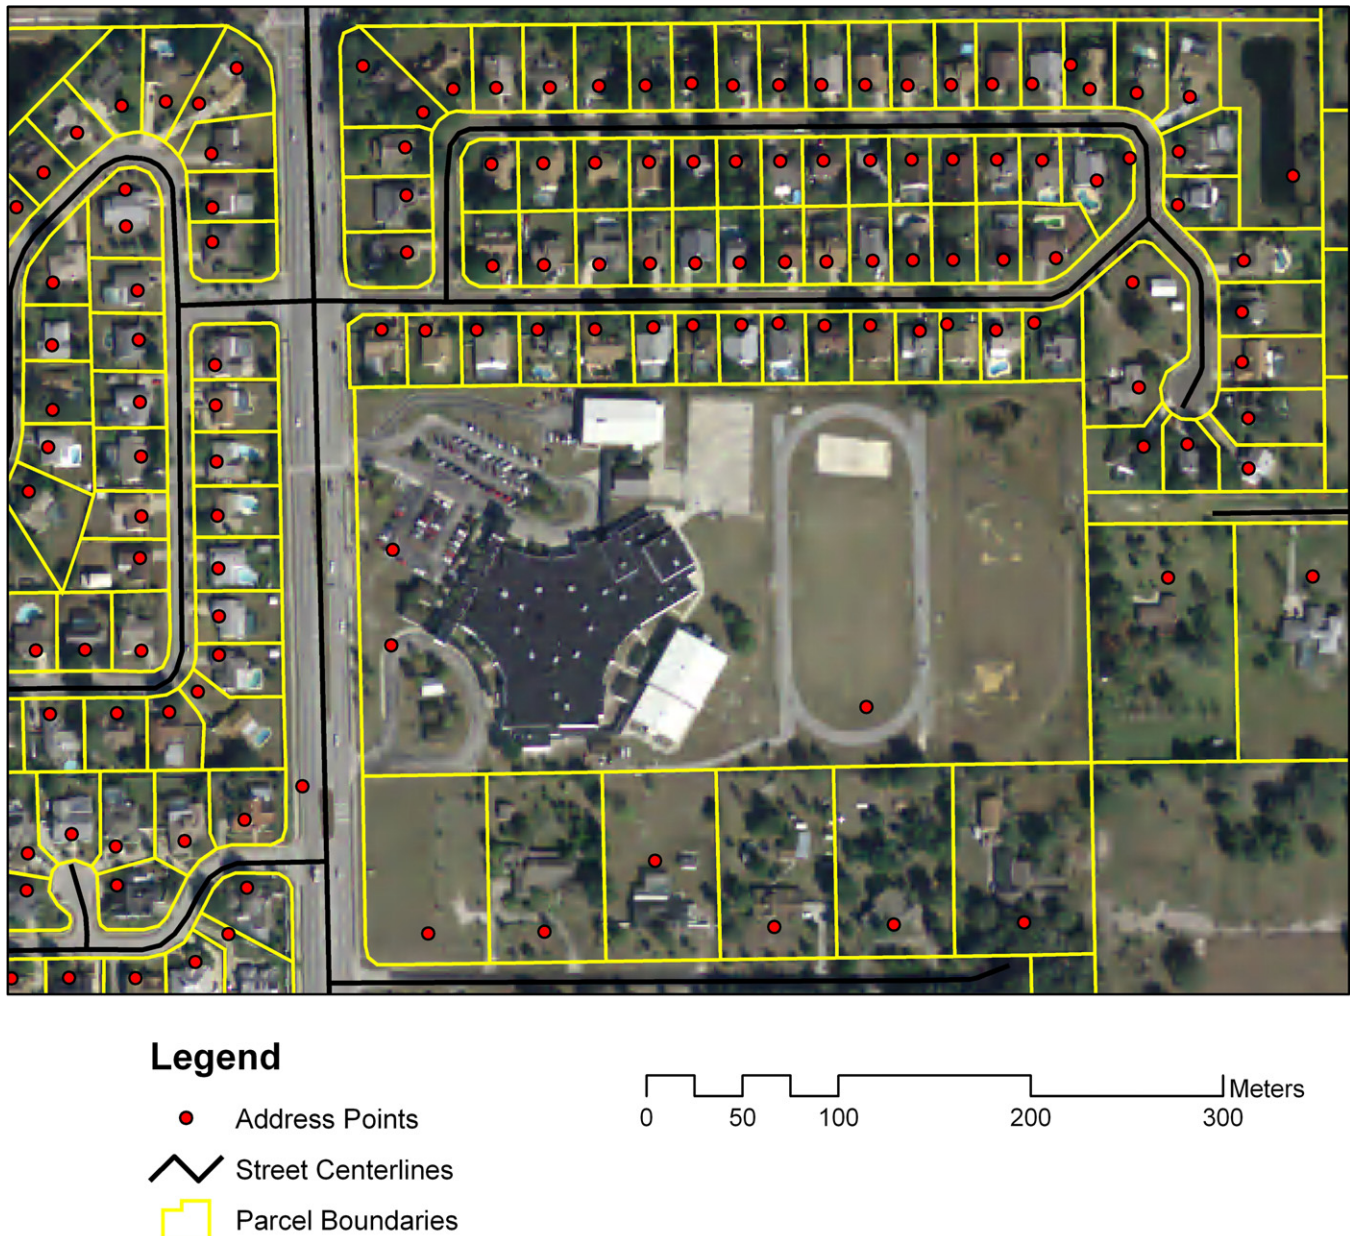 Legend
Address Points
Street Centerlines
Parcel Boundaries
Meters
0 50 100 200 300